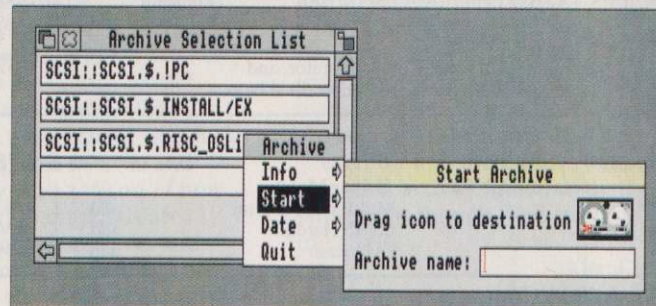 Archive Selection List
SCSI::SCSI.$.!PC
SCSI::SCSI.$.INSTALL/EX
SCSI::SCSI.$.RISC_OSLi
Archive
Info
Start
Date
Quit
Start Archive
Drag icon to destination
Archive name: